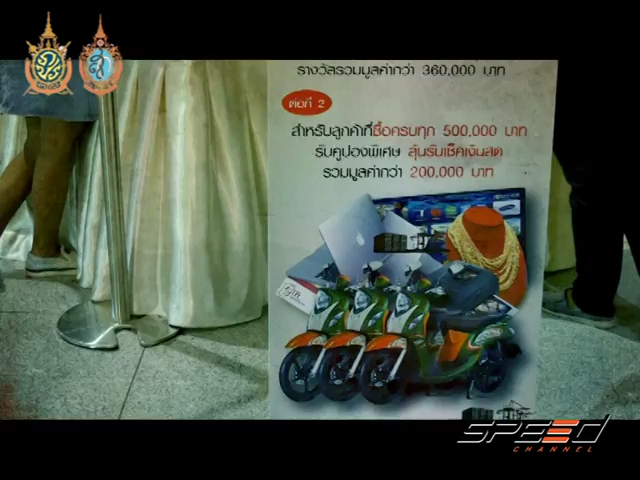 รางวัลรวมมูลค่ากว่า 360,000 บาท
ต่อที่ 2
สำหรับลูกค้าที่ซื้อครบทุก 500,000 บาท
รับคูปองพิเศษ ลุ้นรับเช็คเงินสด
รวมมูลค่ากว่า 200,000 บาท
SPEED
CHANNEL